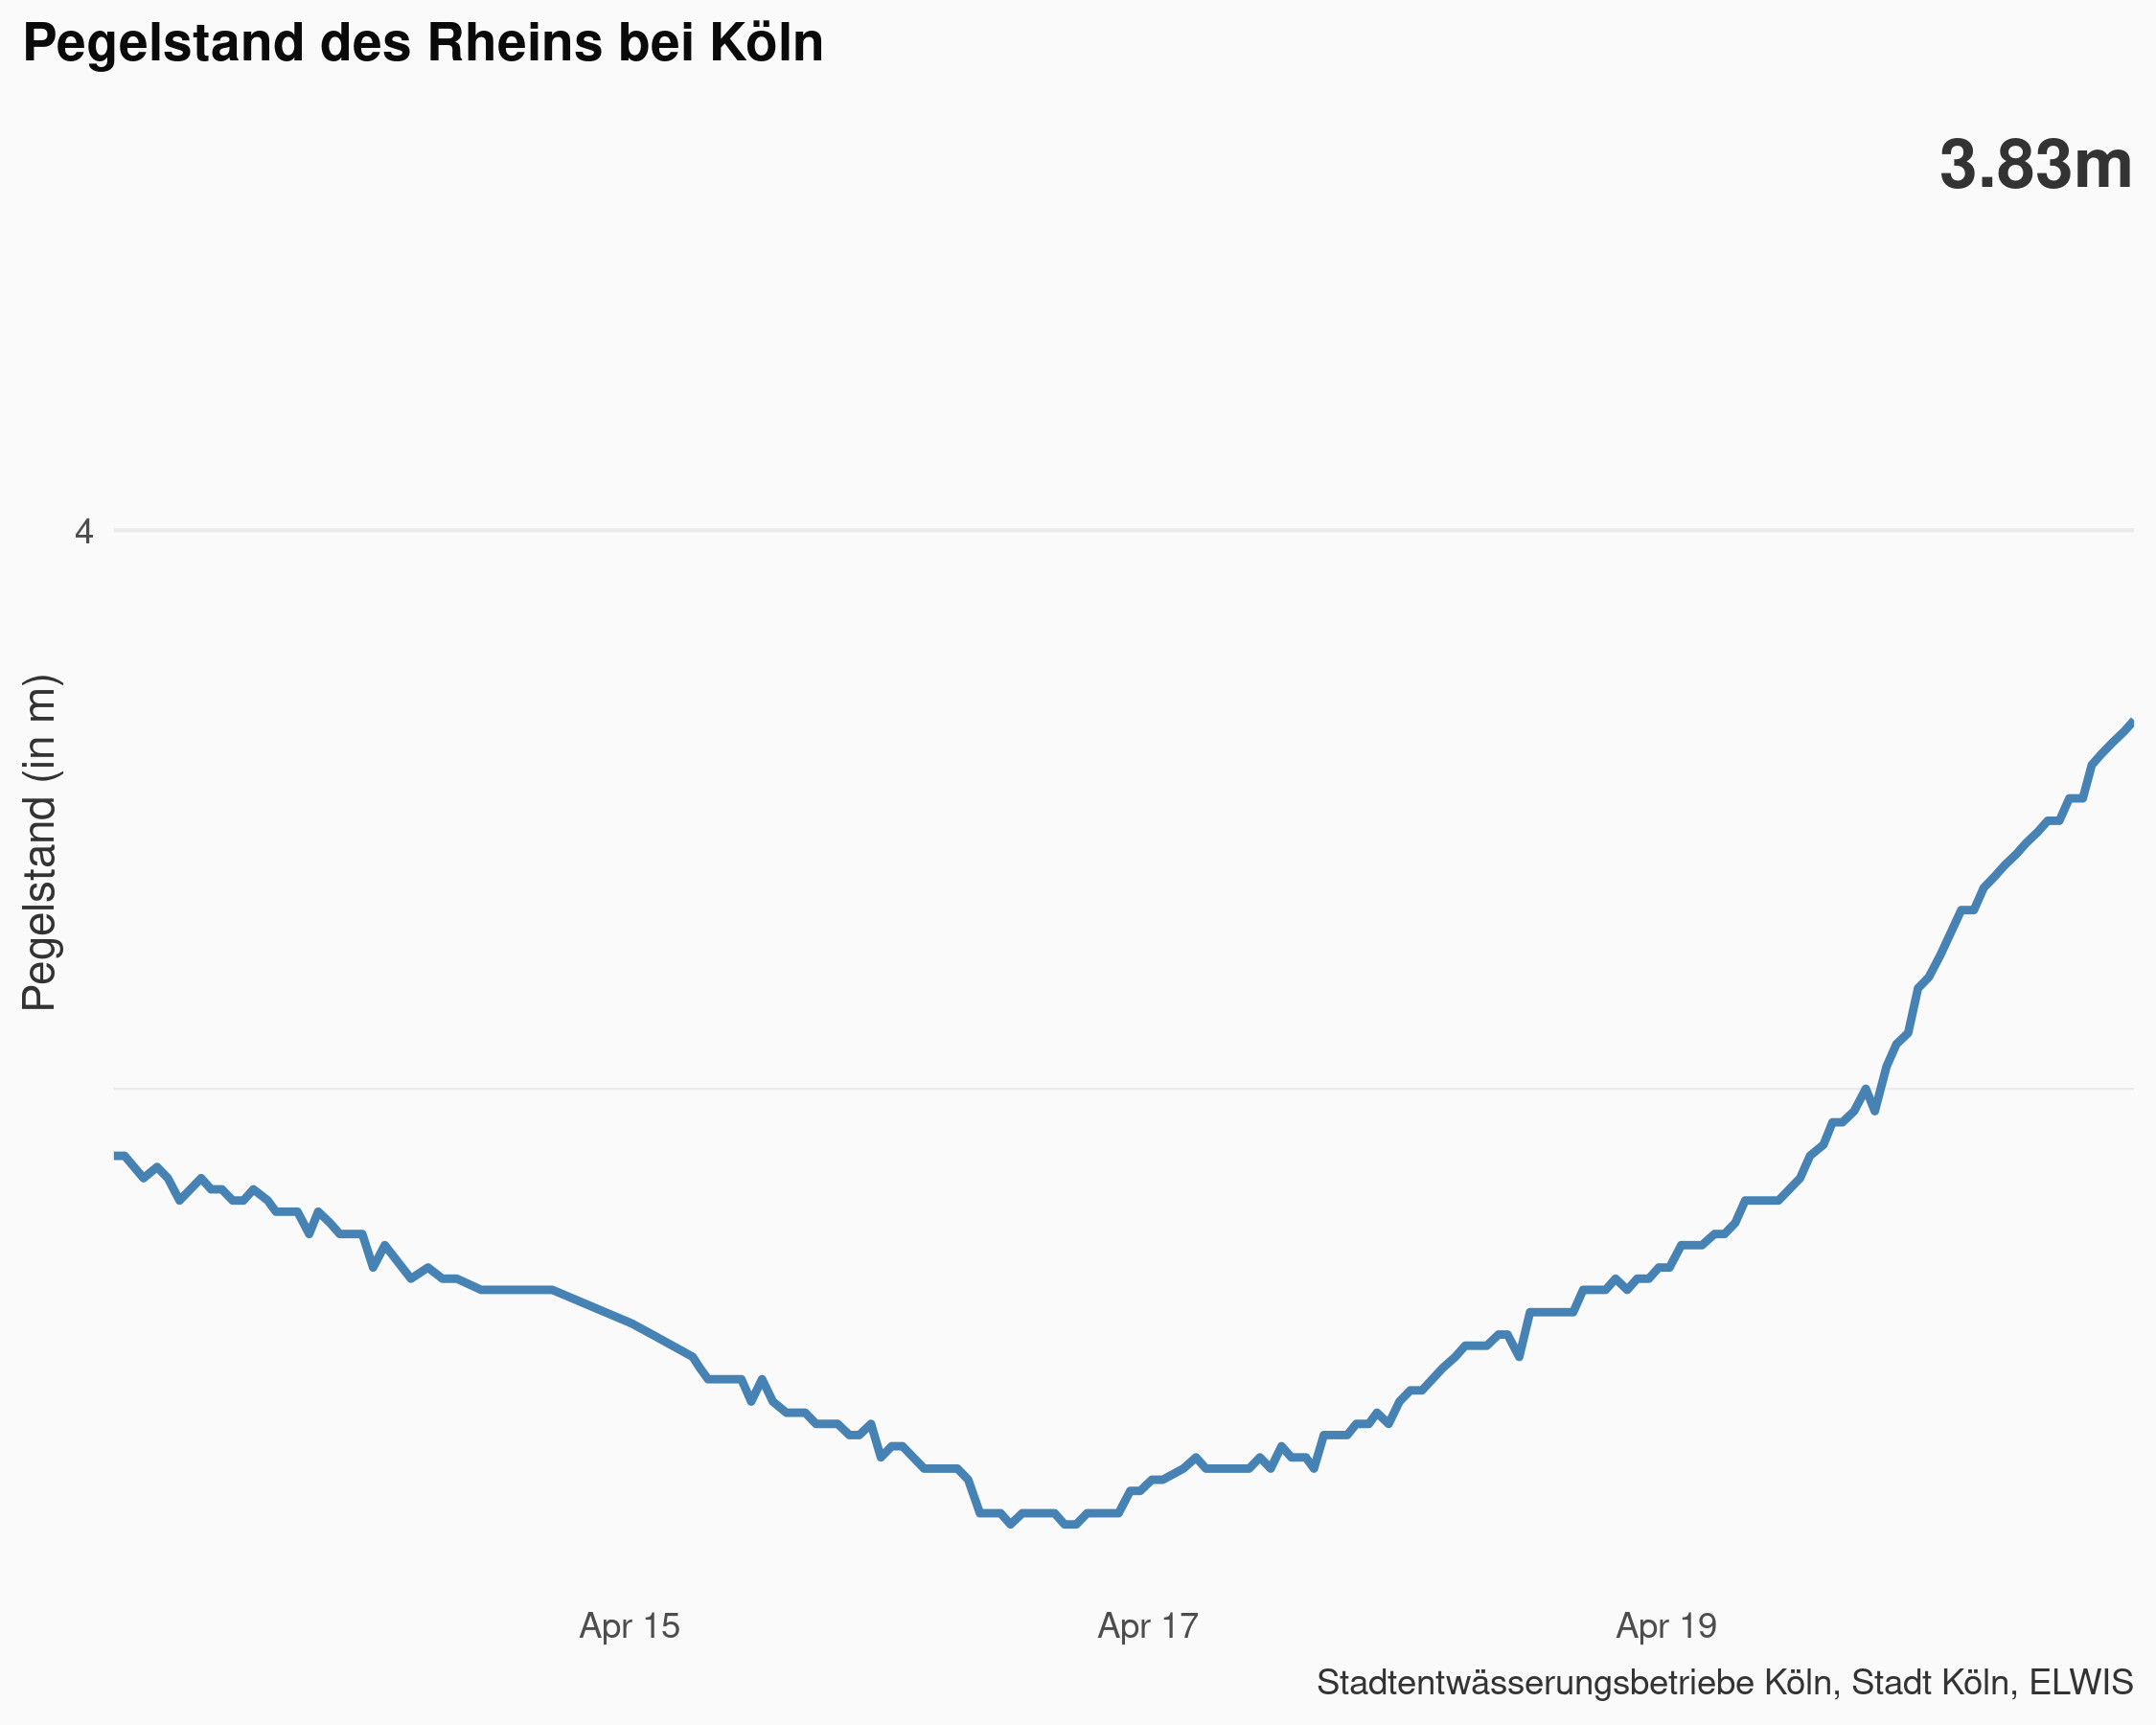 Pegelstand des Rheins bei Köln
3.83m
4
Pegelstand (in m)
Apr 15
Apr 17
Apr 19
Stadtentwässerungsbetriebe Köln, Stadt Köln, ELWIS